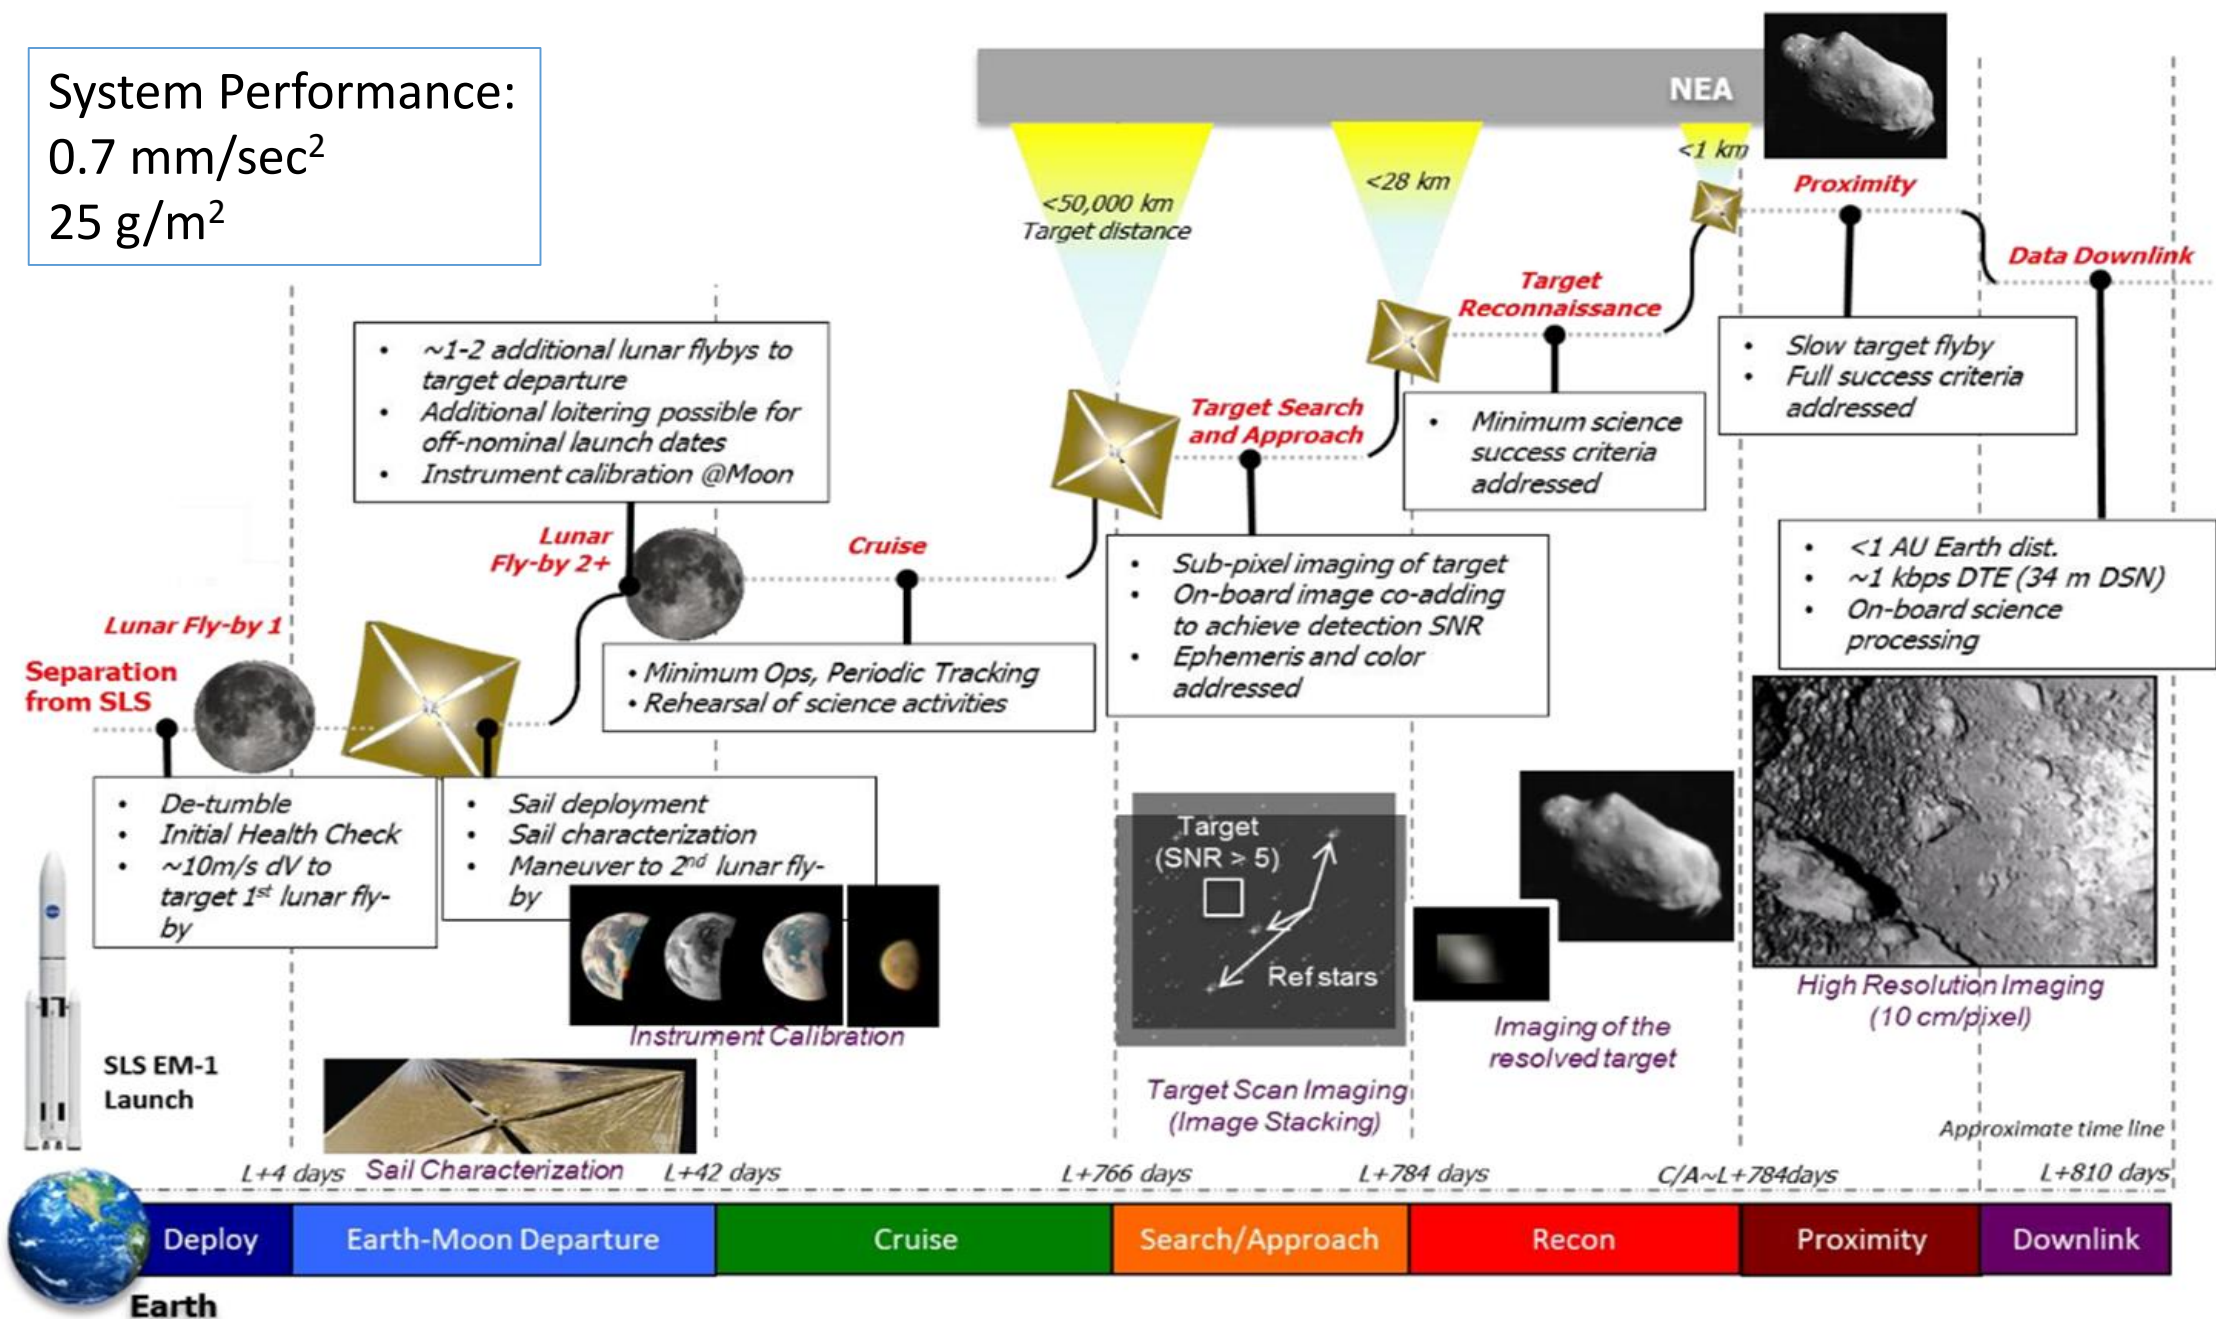 System Performance:
0.7 mm/sec²
25 g/m²
NEA
<50,000 km
Target distance
<28 km
<1 km
Proximity
Data Downlink
Target
Reconnaissance
• Slow target flyby
• Full success criteria
addressed
• ~1-2 additional lunar flybys to
target departure
• Additional loitering possible for
off-nominal launch dates
• Instrument calibration @Moon
Target Search
and Approach
• Minimum science
success criteria
addressed
Lunar
Fly-by 2+
Cruise
• Sub-pixel imaging of target
• On-board image co-adding
to achieve detection SNR
• Ephemeris and color
addressed
• <1 AU Earth dist.
• ~1 kbps DTE (34 m DSN)
• On-board science
processing
Lunar Fly-by 1
Separation
from SLS
• Minimum Ops, Periodic Tracking
• Rehearsal of science activities
• De-tumble
• Initial Health Check
• ~10m/s dV to
target 1st lunar fly-
by
• Sail deployment
• Sail characterization
• Maneuver to 2nd lunar fly-
by
Target
(SNR > 5)
Ref stars
Instrument Calibration
High Resolution Imaging
(10 cm/pixel)
Imaging of the
resolved target
SLS EM-1
Launch
Target Scan Imaging
(Image Stacking)
Approximate time line
L+4 days
Sail Characterization
L+42 days
L+766 days
L+784 days
C/A~L+784days
L+810 days
Deploy
Earth-Moon Departure
Cruise
Search/Approach
Recon
Proximity
Downlink
Earth